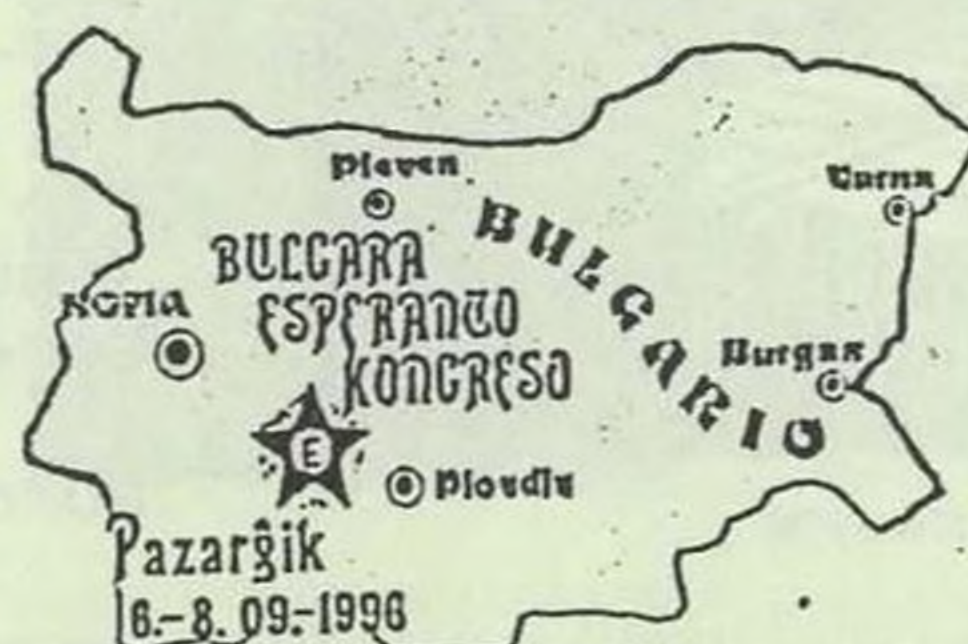 Pleven
Varna
BULGARIO
BULGARA
ESPERANTO
KONGRESO
SOFIA
Burgas
E
Plovdiv
Pazarĝik
6.-8. 09.-1996